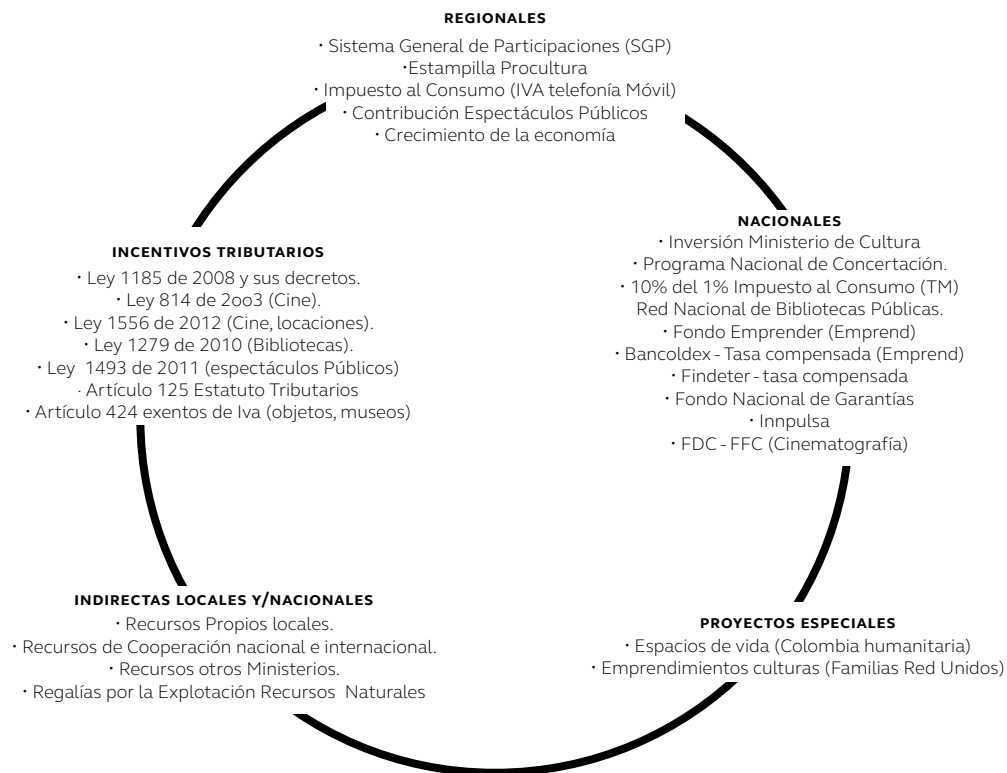 REGIONALES
· Sistema General de Participaciones (SGP)
·Estampilla Procultura
· Impuesto al Consumo (IVA telefonía Móvil)
· Contribución Espectáculos Públicos
· Crecimiento de la economía
NACIONALES
· Inversión Ministerio de Cultura
· Programa Nacional de Concertación.
· 10% del 1% Impuesto al Consumo (TM)
Red Nacional de Bibliotecas Públicas.
· Fondo Emprender (Emprend)
· Bancoldex - Tasa compensada (Emprend)
· Findeter - tasa compensada
· Fondo Nacional de Garantías
· Innpulsa
· FDC - FFC (Cinematografía)
PROYECTOS ESPECIALES
· Espacios de vida (Colombia humanitaria)
· Emprendimientos culturas (Familias Red Unidos)
INDIRECTAS LOCALES Y/NACIONALES
· Recursos Propios locales.
· Recursos de Cooperación nacional e internacional.
· Recursos otros Ministerios.
· Regalías por la Explotación Recursos Naturales
INCENTIVOS TRIBUTARIOS
· Ley 1185 de 2008 y sus decretos.
· Ley 814 de 2oo3 (Cine).
· Ley 1556 de 2012 (Cine, locaciones).
· Ley 1279 de 2010 (Bibliotecas).
· Ley 1493 de 2011 (espectáculos Públicos)
· Artículo 125 Estatuto Tributarios
· Artículo 424 exentos de Iva (objetos, museos)